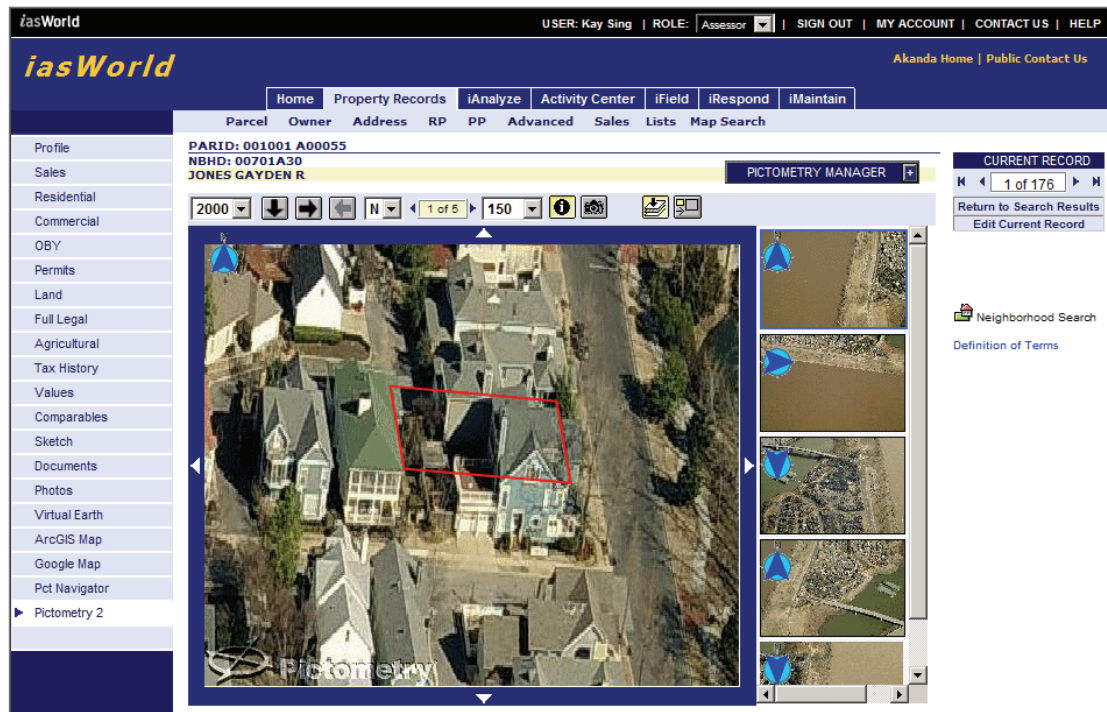 iasWorld
USER: Kay Sing | ROLE: Assessor | SIGN OUT | MY ACCOUNT | CONTACT US | HELP
iasWorld
Akanda Home | Public Contact Us
Home Property Records iAnalyze Activity Center iField iRespond iMaintain
Parcel Owner Address RP PP Advanced Sales Lists Map Search
Profile
Sales
Residential
Commercial
OBY
Permits
Land
Full Legal
Agricultural
Tax History
Values
Comparables
Sketch
Documents
Photos
Virtual Earth
ArcGIS Map
Google Map
Pct Navigator
Pictometry 2
PARID: 001001 A00055
NBHD: 00701A30
JONES GAYDEN R
PICTOMETRY MANAGER +
2000 N 1 of 5 150
N
Pictometry
CURRENT RECORD
1 of 176
Return to Search Results
Edit Current Record
Neighborhood Search
Definition of Terms